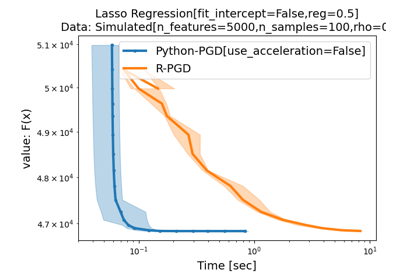 Lasso Regression[fit_intercept=False,reg=0.5]
Data: Simulated[n_features=5000,n_samples=100,rho=0
Python-PGD[use_acceleration=False]
R-PGD
value: F(x)
5.1 × 10⁴
5 × 10⁴
4.9 × 10⁴
4.8 × 10⁴
4.7 × 10⁴
10⁻¹ 10⁰ 10¹
Time [sec]